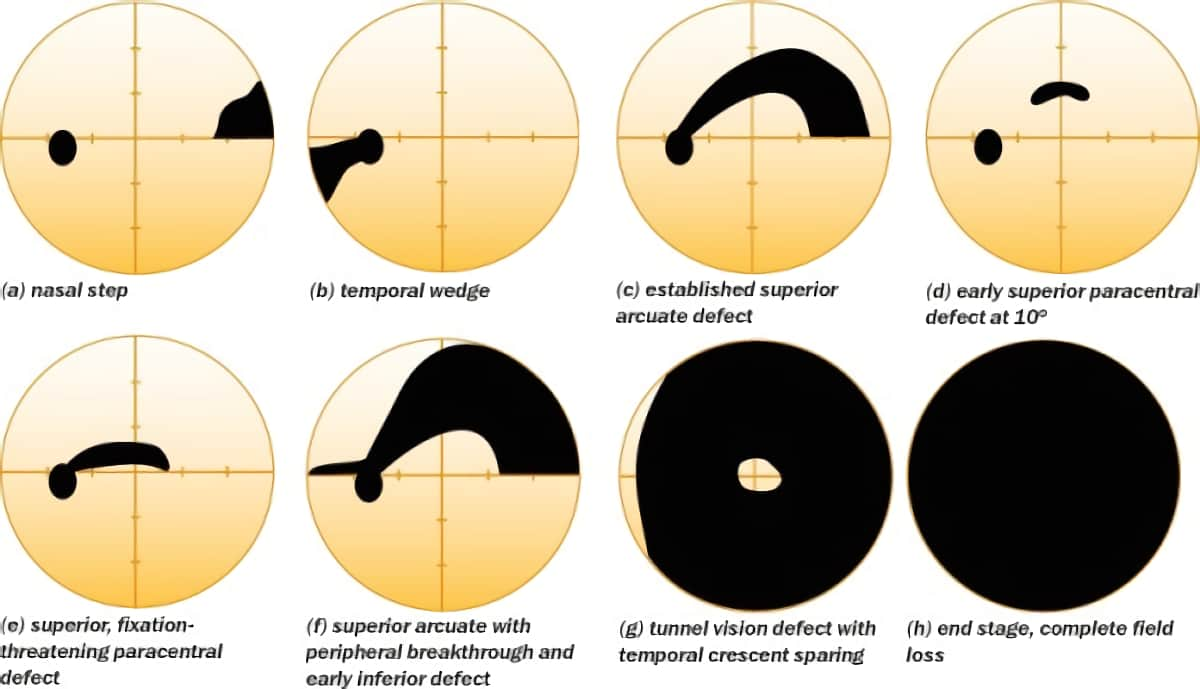 (a) nasal step
(b) temporal wedge
(c) established superior
arcuate defect
(d) early superior paracentral
defect at 10º
(e) superior, fixation-
threatening paracentral
defect
(f) superior arcuate with
peripheral breakthrough and
early inferior defect
(g) tunnel vision defect with
temporal crescent sparing
(h) end stage, complete field
loss